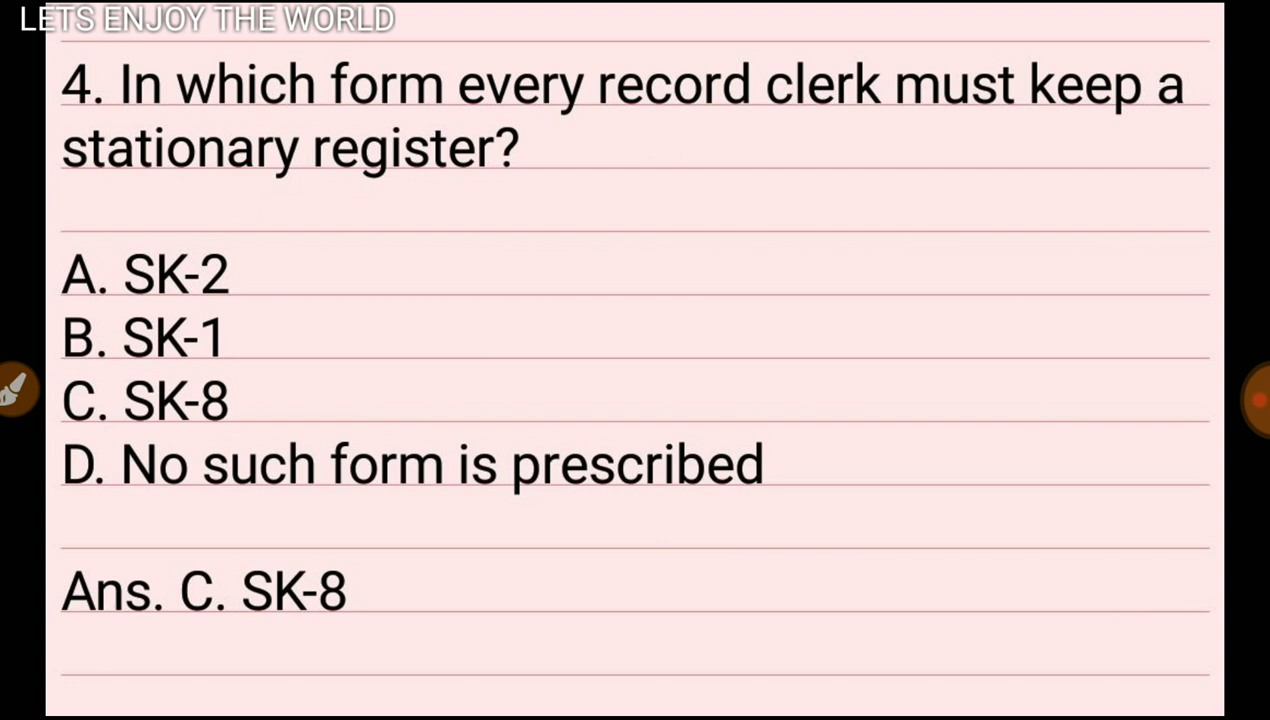 LETS ENJOY THE WORLD
4. In which form every record clerk must keep a
stationary register?
A. SK-2
B. SK-1
C. SK-8
D. No such form is prescribed
Ans. C. SK-8